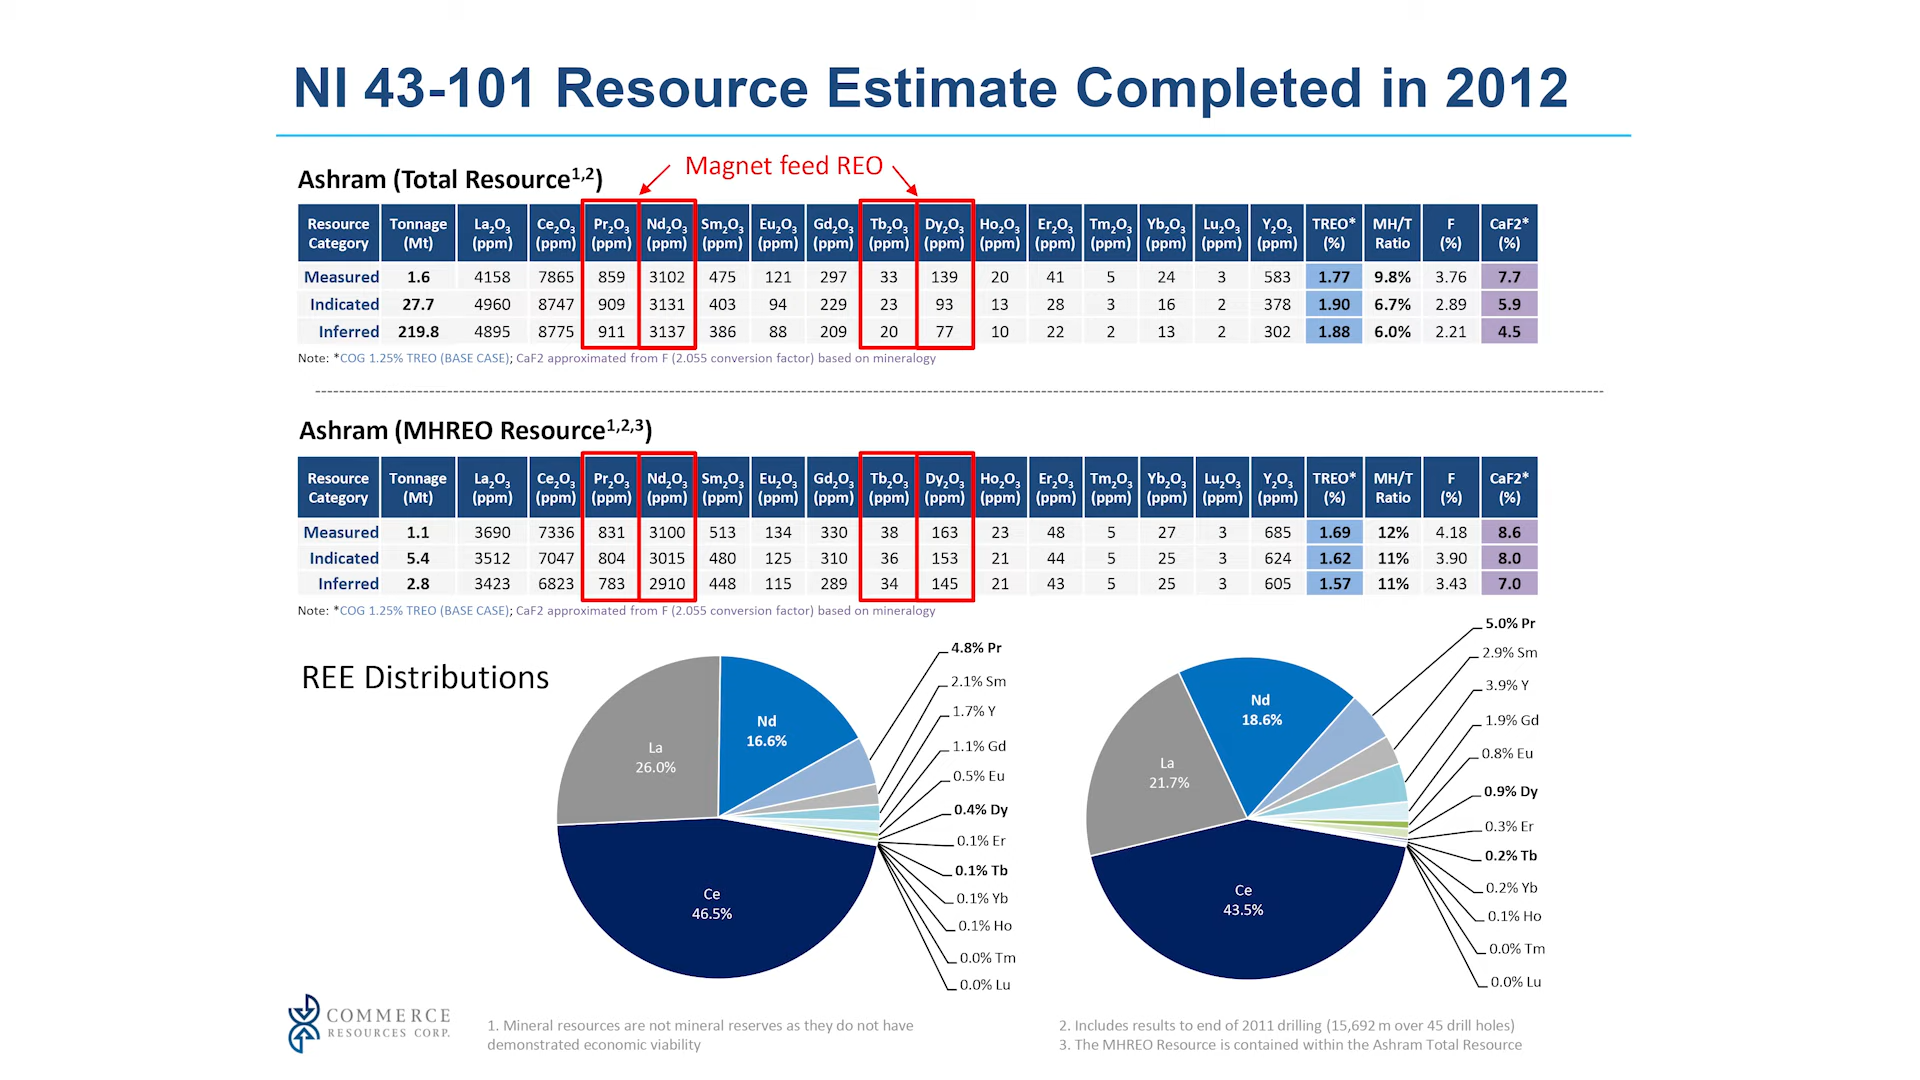 NI 43-101 Resource Estimate Completed in 2012
Magnet feed REO
Ashram (Total Resource1,2)
Resource Category Tonnage (Mt) La2O3 (ppm) Ce2O3 (ppm) Pr2O3 (ppm) Nd2O3 (ppm) Sm2O3 (ppm) Eu2O3 (ppm) Gd2O3 (ppm) Tb2O3 (ppm) Dy2O3 (ppm) Ho2O3 (ppm) Er2O3 (ppm) Tm2O3 (ppm) Yb2O3 (ppm) Lu2O3 (ppm) Y2O3 (ppm) TREO* (%) MH/T Ratio F (%) CaF2* (%)
Measured 1.6 4158 7865 859 3102 475 121 297 33 139 20 41 5 24 3 583 1.77 9.8% 3.76 7.7
Indicated 27.7 4960 8747 909 3131 403 94 229 23 93 13 28 3 16 2 378 1.90 6.7% 2.89 5.9
Inferred 219.8 4895 8775 911 3137 386 88 209 20 77 10 22 2 13 2 302 1.88 6.0% 2.21 4.5
Note: *COG 1.25% TREO (BASE CASE); CaF2 approximated from F (2.055 conversion factor) based on mineralogy
Ashram (MHREO Resource1,2,3)
Resource Category Tonnage (Mt) La2O3 (ppm) Ce2O3 (ppm) Pr2O3 (ppm) Nd2O3 (ppm) Sm2O3 (ppm) Eu2O3 (ppm) Gd2O3 (ppm) Tb2O3 (ppm) Dy2O3 (ppm) Ho2O3 (ppm) Er2O3 (ppm) Tm2O3 (ppm) Yb2O3 (ppm) Lu2O3 (ppm) Y2O3 (ppm) TREO* (%) MH/T Ratio F (%) CaF2* (%)
Measured 1.1 3690 7336 831 3100 513 134 330 38 163 23 48 5 27 3 685 1.69 12% 4.18 8.6
Indicated 5.4 3512 7047 804 3015 480 125 310 36 153 21 44 5 25 3 624 1.62 11% 3.90 8.0
Inferred 2.8 3423 6823 783 2910 448 115 289 34 145 21 43 5 25 3 605 1.57 11% 3.43 7.0
Note: *COG 1.25% TREO (BASE CASE); CaF2 approximated from F (2.055 conversion factor) based on mineralogy
REE Distributions
La
26.0%
Nd
16.6%
Ce
46.5%
4.8% Pr
2.1% Sm
1.7% Y
1.1% Gd
0.5% Eu
0.4% Dy
0.1% Er
0.1% Tb
0.1% Yb
0.1% Ho
0.0% Tm
0.0% Lu
La
21.7%
Nd
18.6%
Ce
43.5%
5.0% Pr
2.9% Sm
3.9% Y
1.9% Gd
0.8% Eu
0.9% Dy
0.3% Er
0.2% Tb
0.2% Yb
0.1% Ho
0.0% Tm
0.0% Lu
COMMERCE
RESOURCES CORP.
1. Mineral resources are not mineral reserves as they do not have
demonstrated economic viability
2. Includes results to end of 2011 drilling (15,692 m over 45 drill holes)
3. The MHREO Resource is contained within the Ashram Total Resource